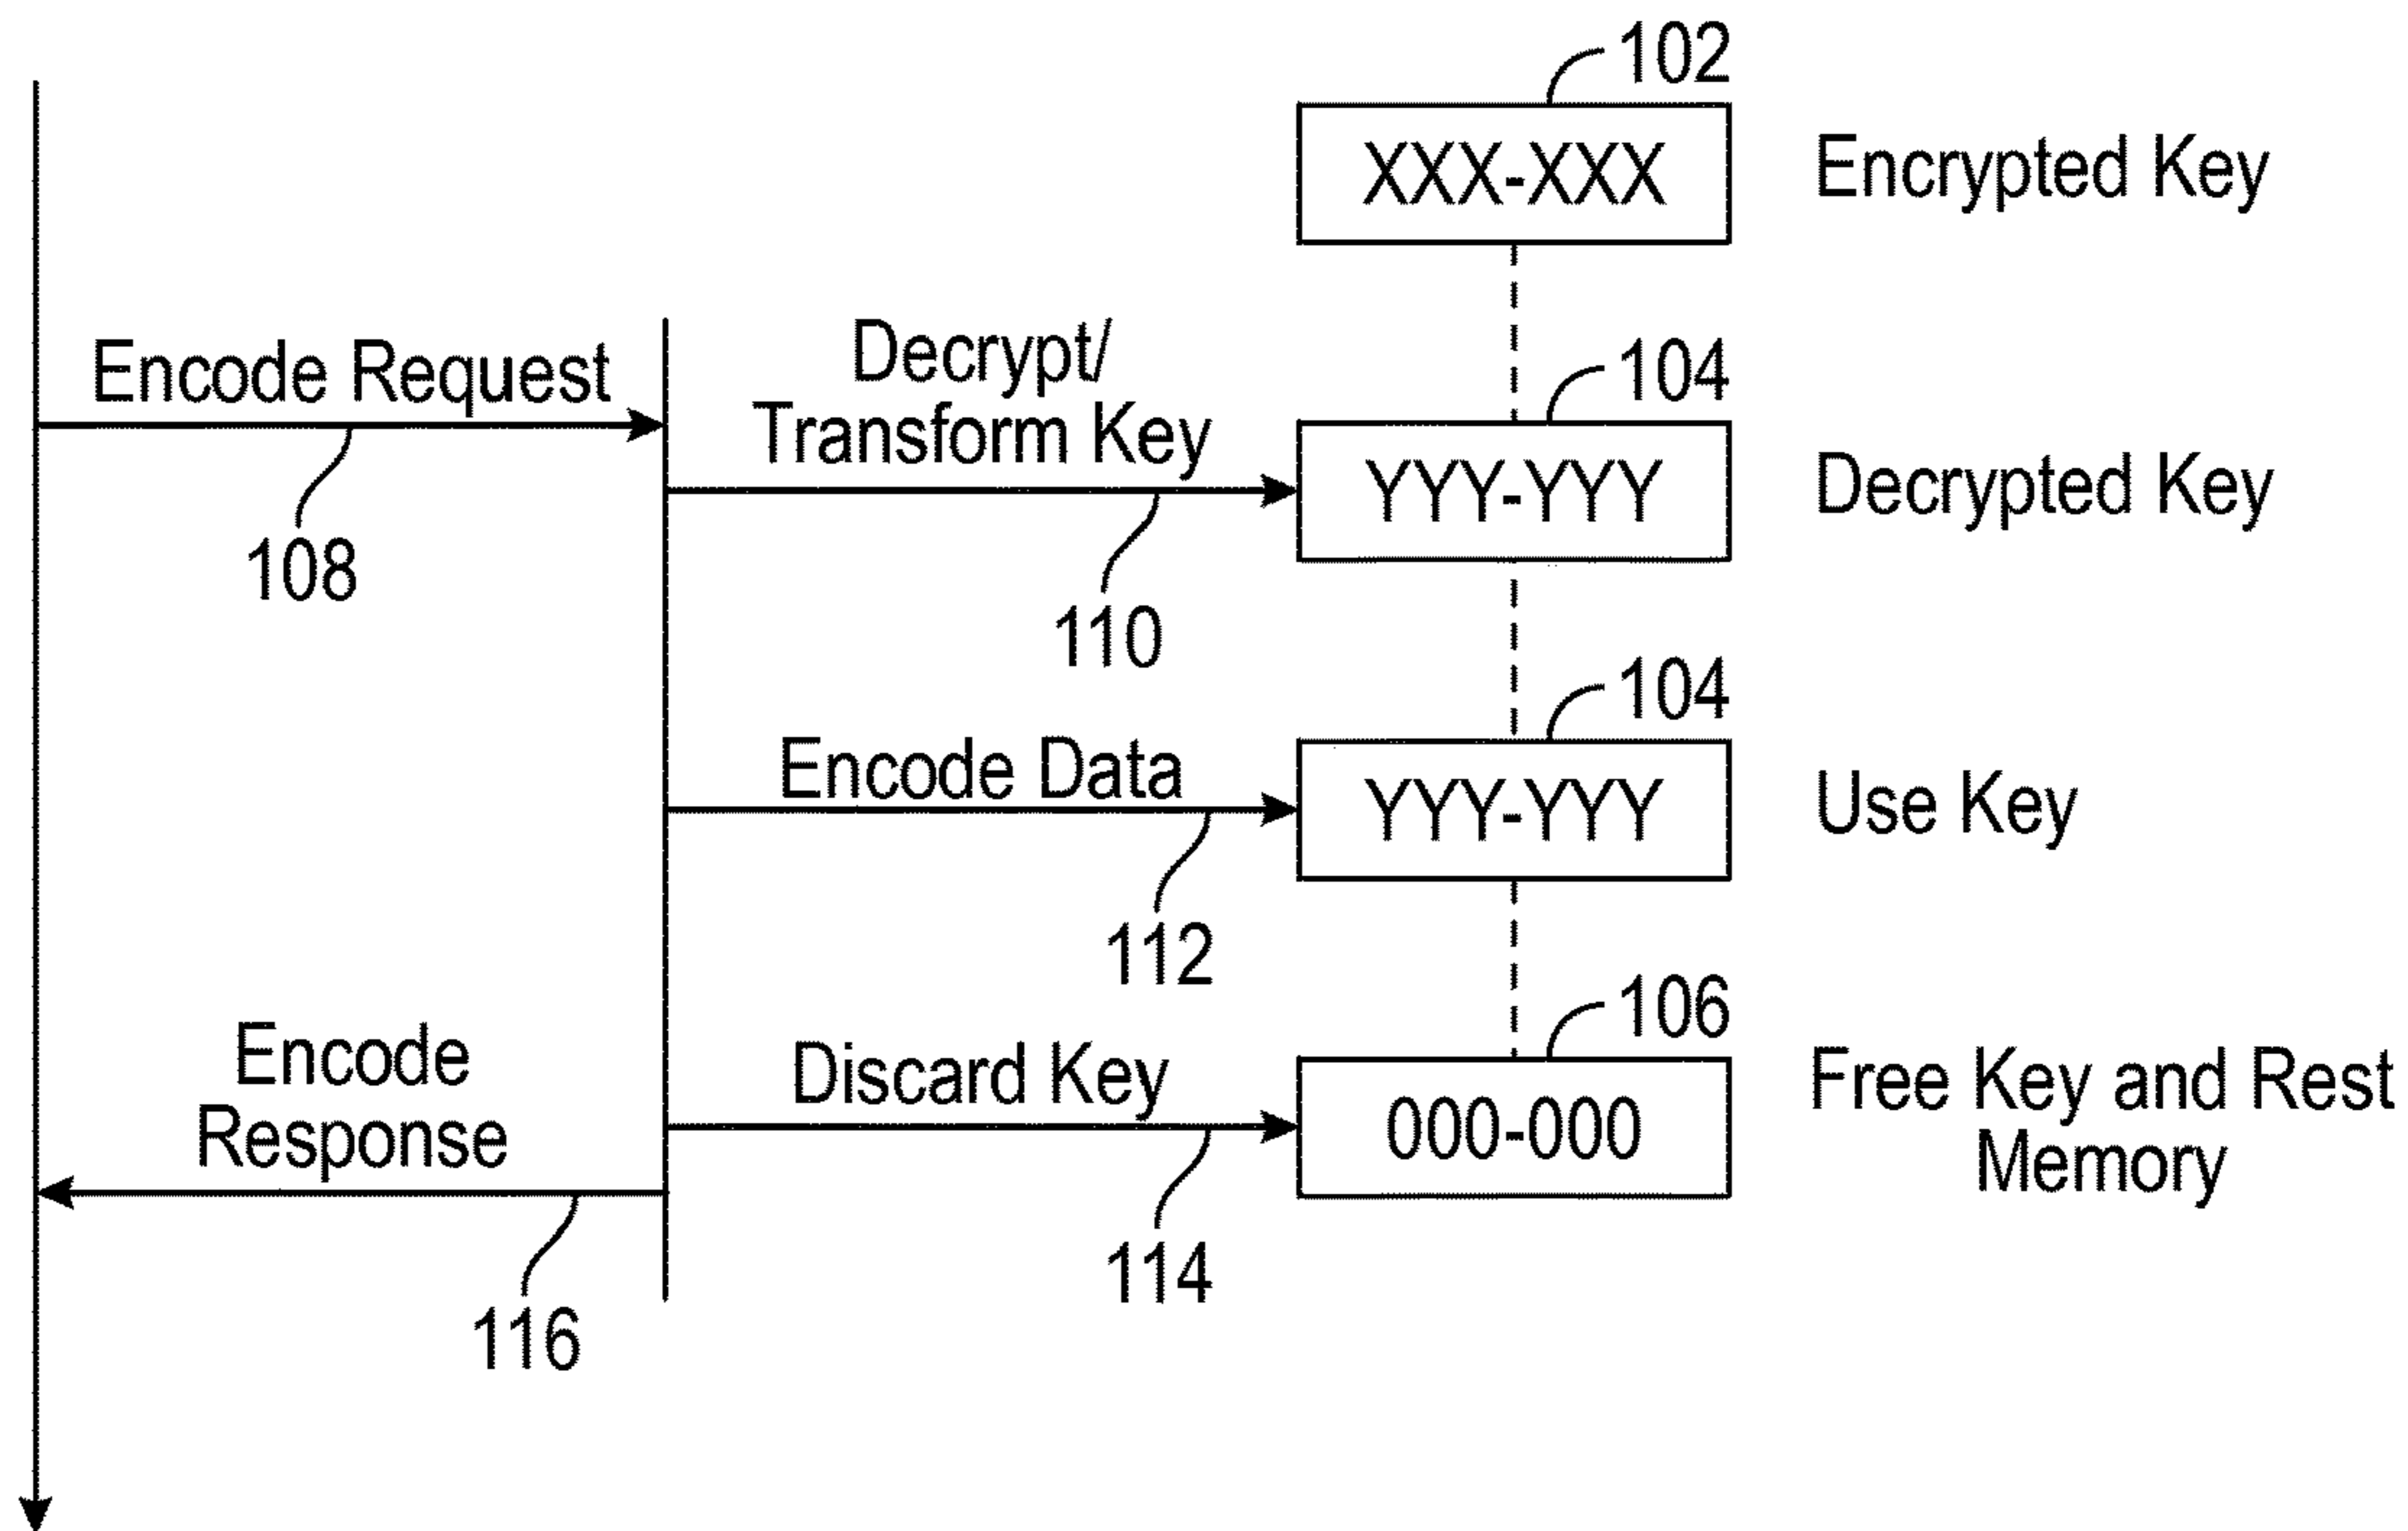 102
XXX-XXX
Encrypted Key
Encode Request
108
Decrypt/
Transform Key
110
104
YYY-YYY
Decrypted Key
Encode Data
112
104
YYY-YYY
Use Key
Discard Key
114
106
000-000
Free Key and Rest
Memory
Encode
Response
116